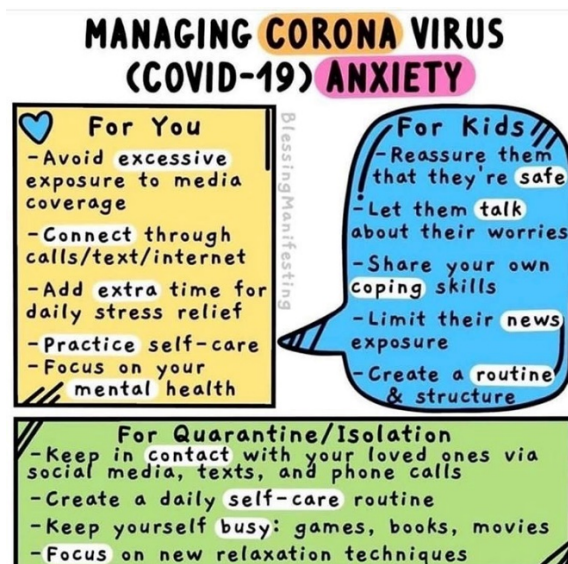 MANAGING CORONA VIRUS
(COVID-19) ANXIETY
For You
-Avoid excessive
exposure to media
coverage
-Connect through
calls/text/internet
-Add extra time for
daily stress relief
-Practice self-care
-Focus on your
mental health
BlessingManifesting
For Kids
-Reassure them
that they're safe
-Let them talk
about their worries
-Share your own
coping skills
-Limit their news
exposure
-Create a routine
& structure
For Quarantine/Isolation
-Keep in contact with your loved ones via
social media, texts, and phone calls
-Create a daily self-care routine
-Keep yourself busy: games, books, movies
-Focus on new relaxation techniques